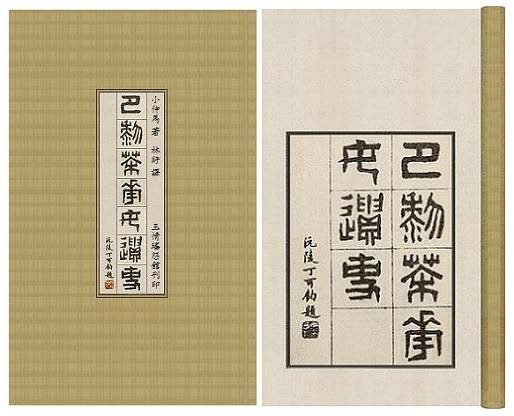 小仲馬著 林紓譯 玉情瑤怨館刊印
巴黎茶花女遺事
沅陵丁可鈞題
巴黎茶花
女遺事
沅陵丁可鈞題